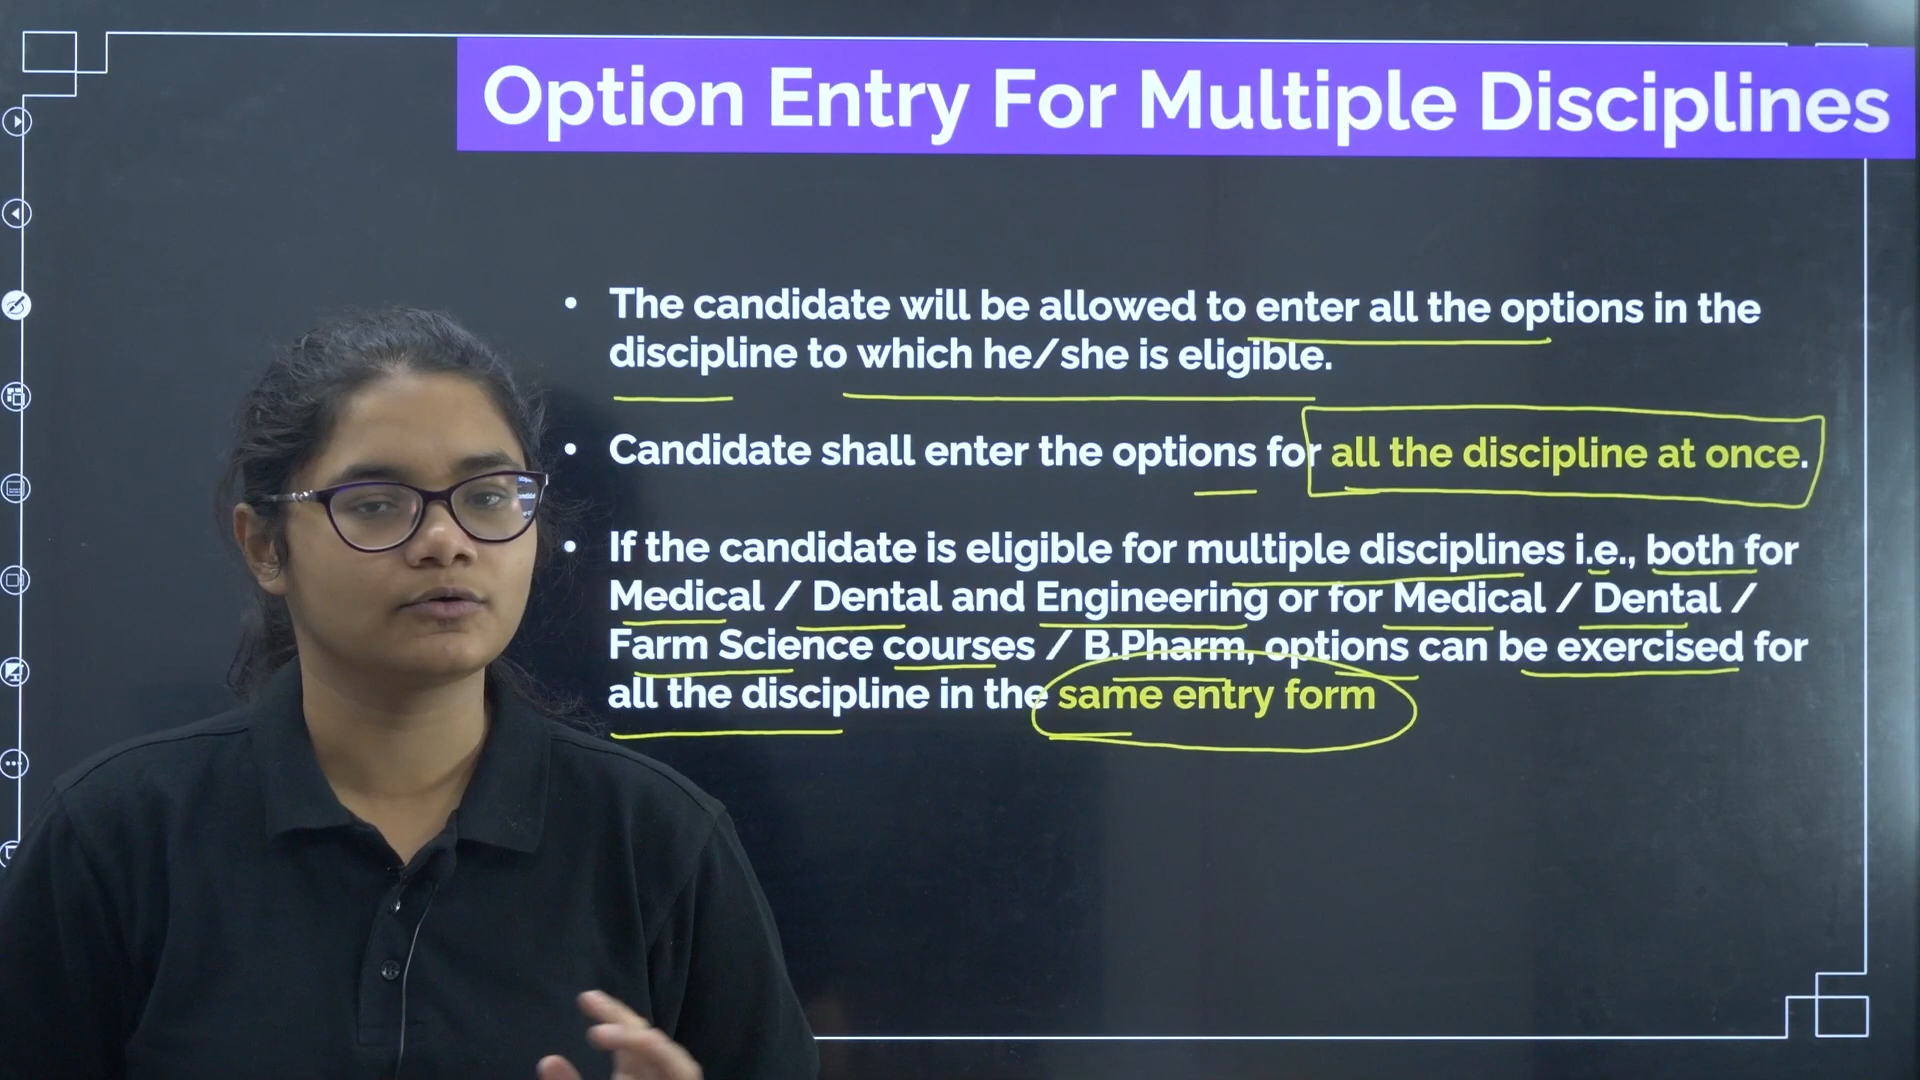 Option Entry For Multiple Disciplines
• The candidate will be allowed to enter all the options in the
discipline to which he/she is eligible.
• Candidate shall enter the options for all the discipline at once.
• If the candidate is eligible for multiple disciplines i.e., both for
Medical / Dental and Engineering or for Medical / Dental /
Farm Science courses / B.Pharm, options can be exercised for
all the discipline in the same entry form